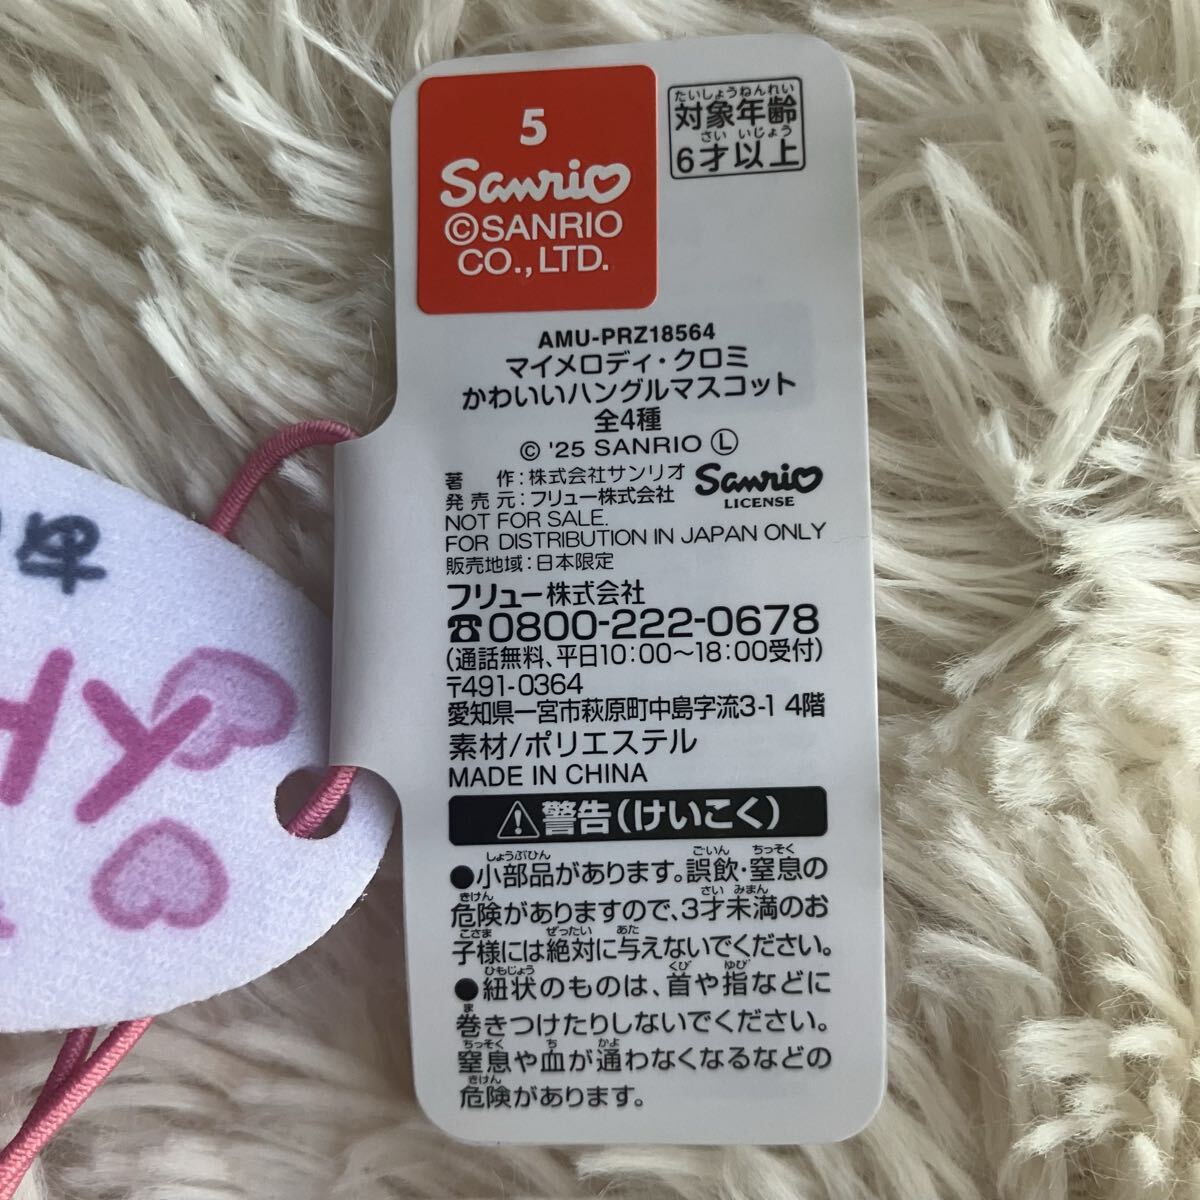 5
Sanrio
©SANRIO
CO., LTD.
たいしょうねんれい
対象年齢
さい いじょう
6才以上
AMU-PRZ18564
マイメロディ・クロミ
かわいいハングルマスコット
全4種
© '25 SANRIO Ⓛ
著 作:株式会社サンリオ
発売元:フリュー株式会社
Sanrio
LICENSE
NOT FOR SALE.
FOR DISTRIBUTION IN JAPAN ONLY
販売地域:日本限定
フリュー株式会社
☎0800-222-0678
(通話無料、平日10:00〜18:00受付)
〒491-0364
愛知県一宮市萩原町中島字流3-1 4階
素材/ポリエステル
MADE IN CHINA
⚠警告(けいこく)
しょうぶひん ごいん ちっそく
●小部品があります。誤飲・窒息の
きけん さい みまん
危険がありますので、3才未満のお
こさま ぜったい あた
子様には絶対に与えないでください。
ひもじょう くび ゆび
●紐状のものは、首や指などに
ま
巻きつけたりしないでください。
ちっそく ち かよ
窒息や血が通わなくなるなどの
きけん
危険があります。
HY